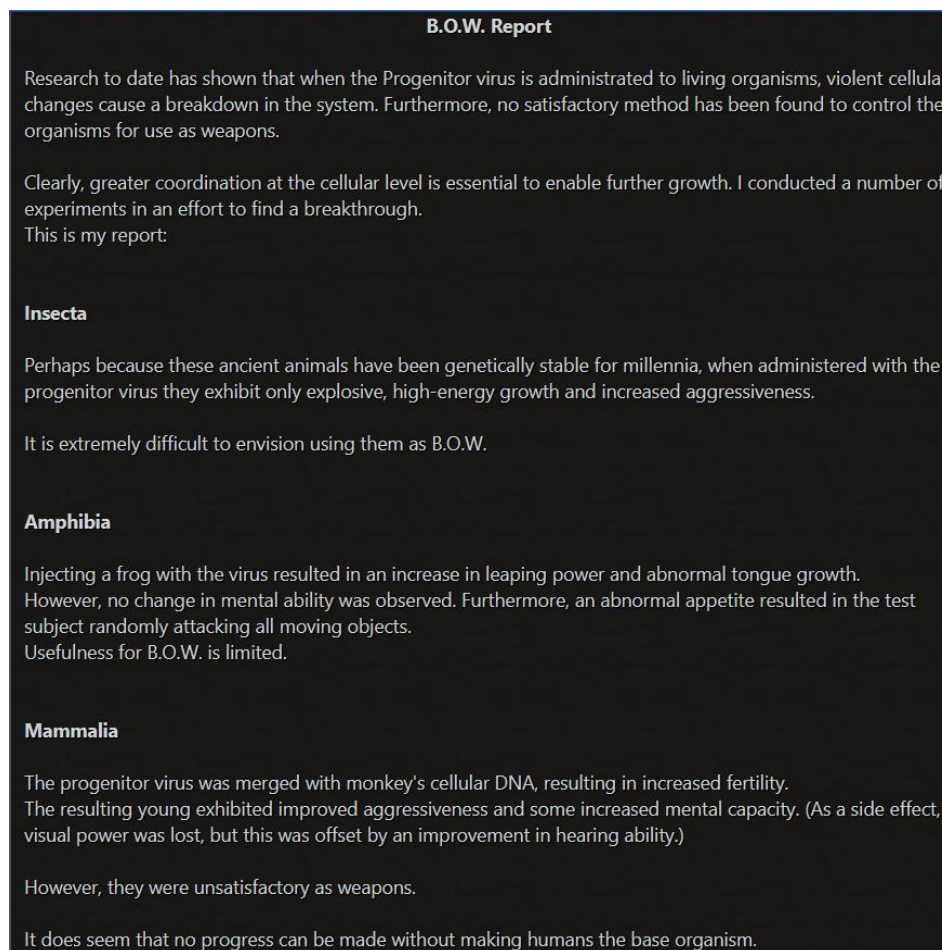 B.O.W. Report
Research to date has shown that when the Progenitor virus is administrated to living organisms, violent cellula
changes cause a breakdown in the system. Furthermore, no satisfactory method has been found to control the
organisms for use as weapons.
Clearly, greater coordination at the cellular level is essential to enable further growth. I conducted a number of
experiments in an effort to find a breakthrough.
This is my report:
Insecta
Perhaps because these ancient animals have been genetically stable for millennia, when administered with the
progenitor virus they exhibit only explosive, high-energy growth and increased aggressiveness.
It is extremely difficult to envision using them as B.O.W.
Amphibia
Injecting a frog with the virus resulted in an increase in leaping power and abnormal tongue growth.
However, no change in mental ability was observed. Furthermore, an abnormal appetite resulted in the test
subject randomly attacking all moving objects.
Usefulness for B.O.W. is limited.
Mammalia
The progenitor virus was merged with monkey's cellular DNA, resulting in increased fertility.
The resulting young exhibited improved aggressiveness and some increased mental capacity. (As a side effect,
visual power was lost, but this was offset by an improvement in hearing ability.)
However, they were unsatisfactory as weapons.
It does seem that no progress can be made without making humans the base organism.